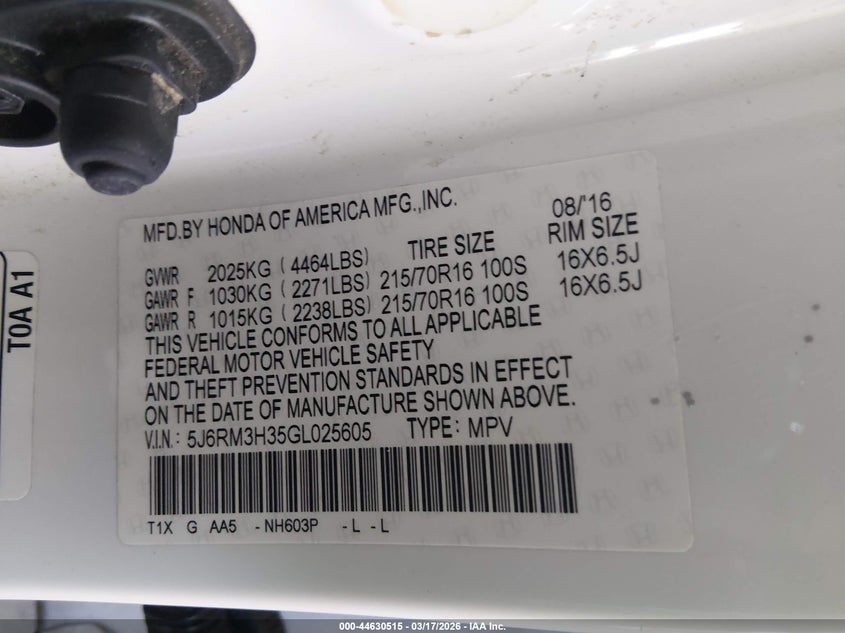 MFD.BY HONDA OF AMERICA MFG.,INC. 08/'16
TIRE SIZE RIM SIZE
GVWR 2025KG ( 4464LBS)
GAWR F 1030KG ( 2271LBS) 215/70R16 100S 16X6.5J
GAWR R 1015KG ( 2238LBS) 215/70R16 100S 16X6.5J
THIS VEHICLE CONFORMS TO ALL APPLICABLE
FEDERAL MOTOR VEHICLE SAFETY
AND THEFT PREVENTION STANDARDS IN EFFECT
ON THE DATE OF MANUFACTURE SHOWN ABOVE.
V.I.N.: 5J6RM3H35GL025605 TYPE: MPV
T1X G AA5 -NH603P -L -L
T0A A1
000-44630515 — 03/17/2026 — IAA Inc.